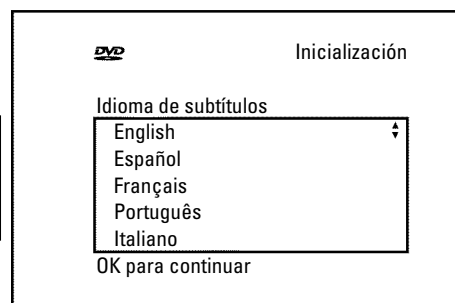 DVD
Inicialización
Idioma de subtítulos
English
Español
Français
Português
Italiano
OK para continuar